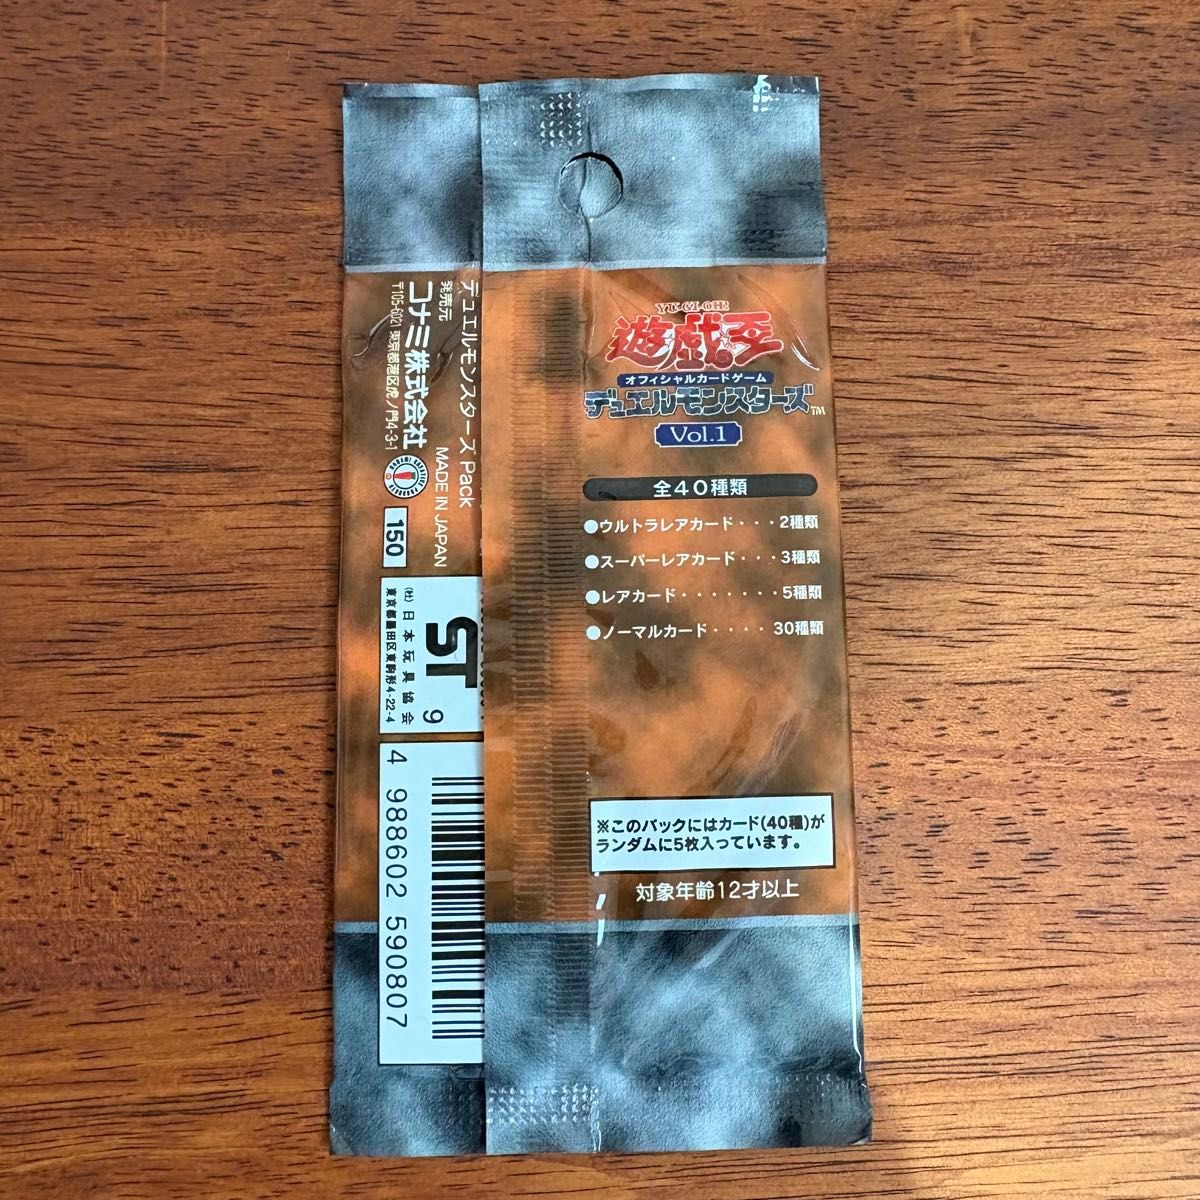 YU-GI-OH!
遊戯王
オフィシャルカードゲーム
デュエルモンスターズ™
Vol.1
全40種類
●ウルトラレアカード・・・2種類
●スーパーレアカード・・・3種類
●レアカード・・・・・・・5種類
●ノーマルカード・・・・30種類
※このパックにはカード(40種)が
ランダムに5枚入っています。
対象年齢12才以上
デュエルモンスターズ Pack
発売元
コナミ株式会社
〒105-6021 東京都港区虎ノ門4-3-1
MADE IN JAPAN
150
ST
9
(社)日本玩具協会
東京都墨田区東駒形4-22-4
4 988602 590807